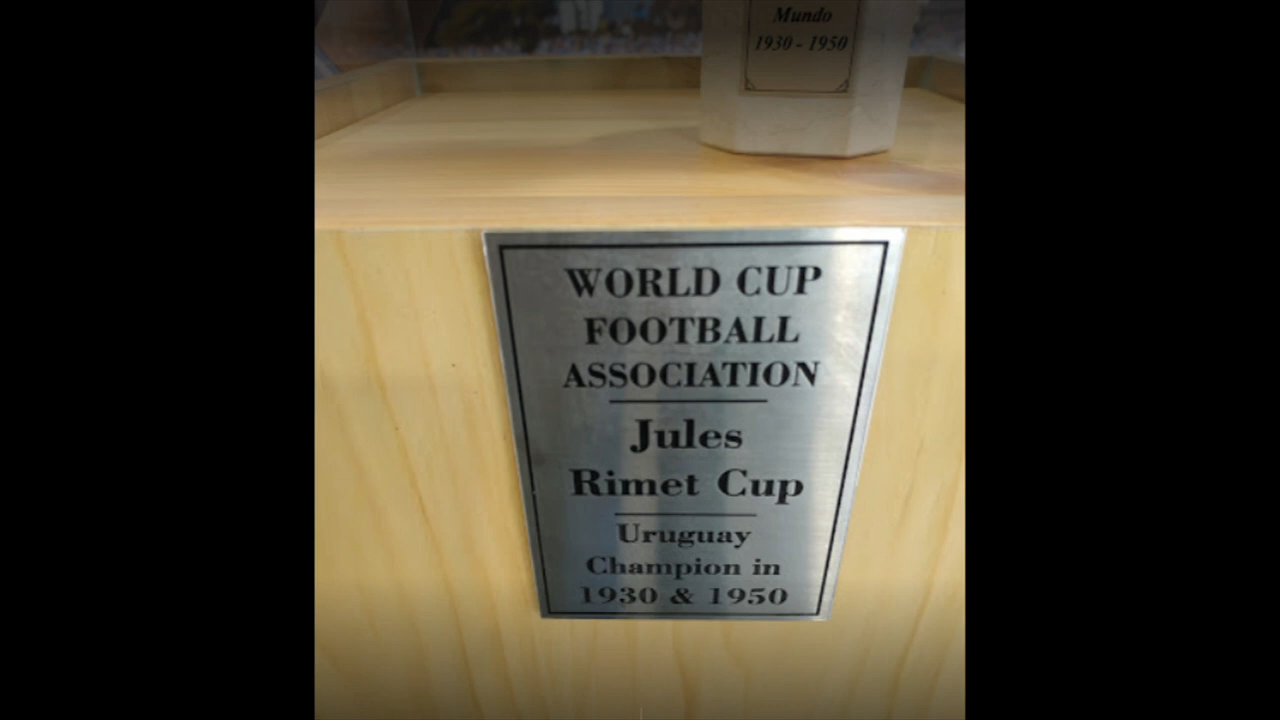 Mundo
1930 - 1950
WORLD CUP
FOOTBALL
ASSOCIATION
Jules
Rimet Cup
Uruguay
Champion in
1930 & 1950